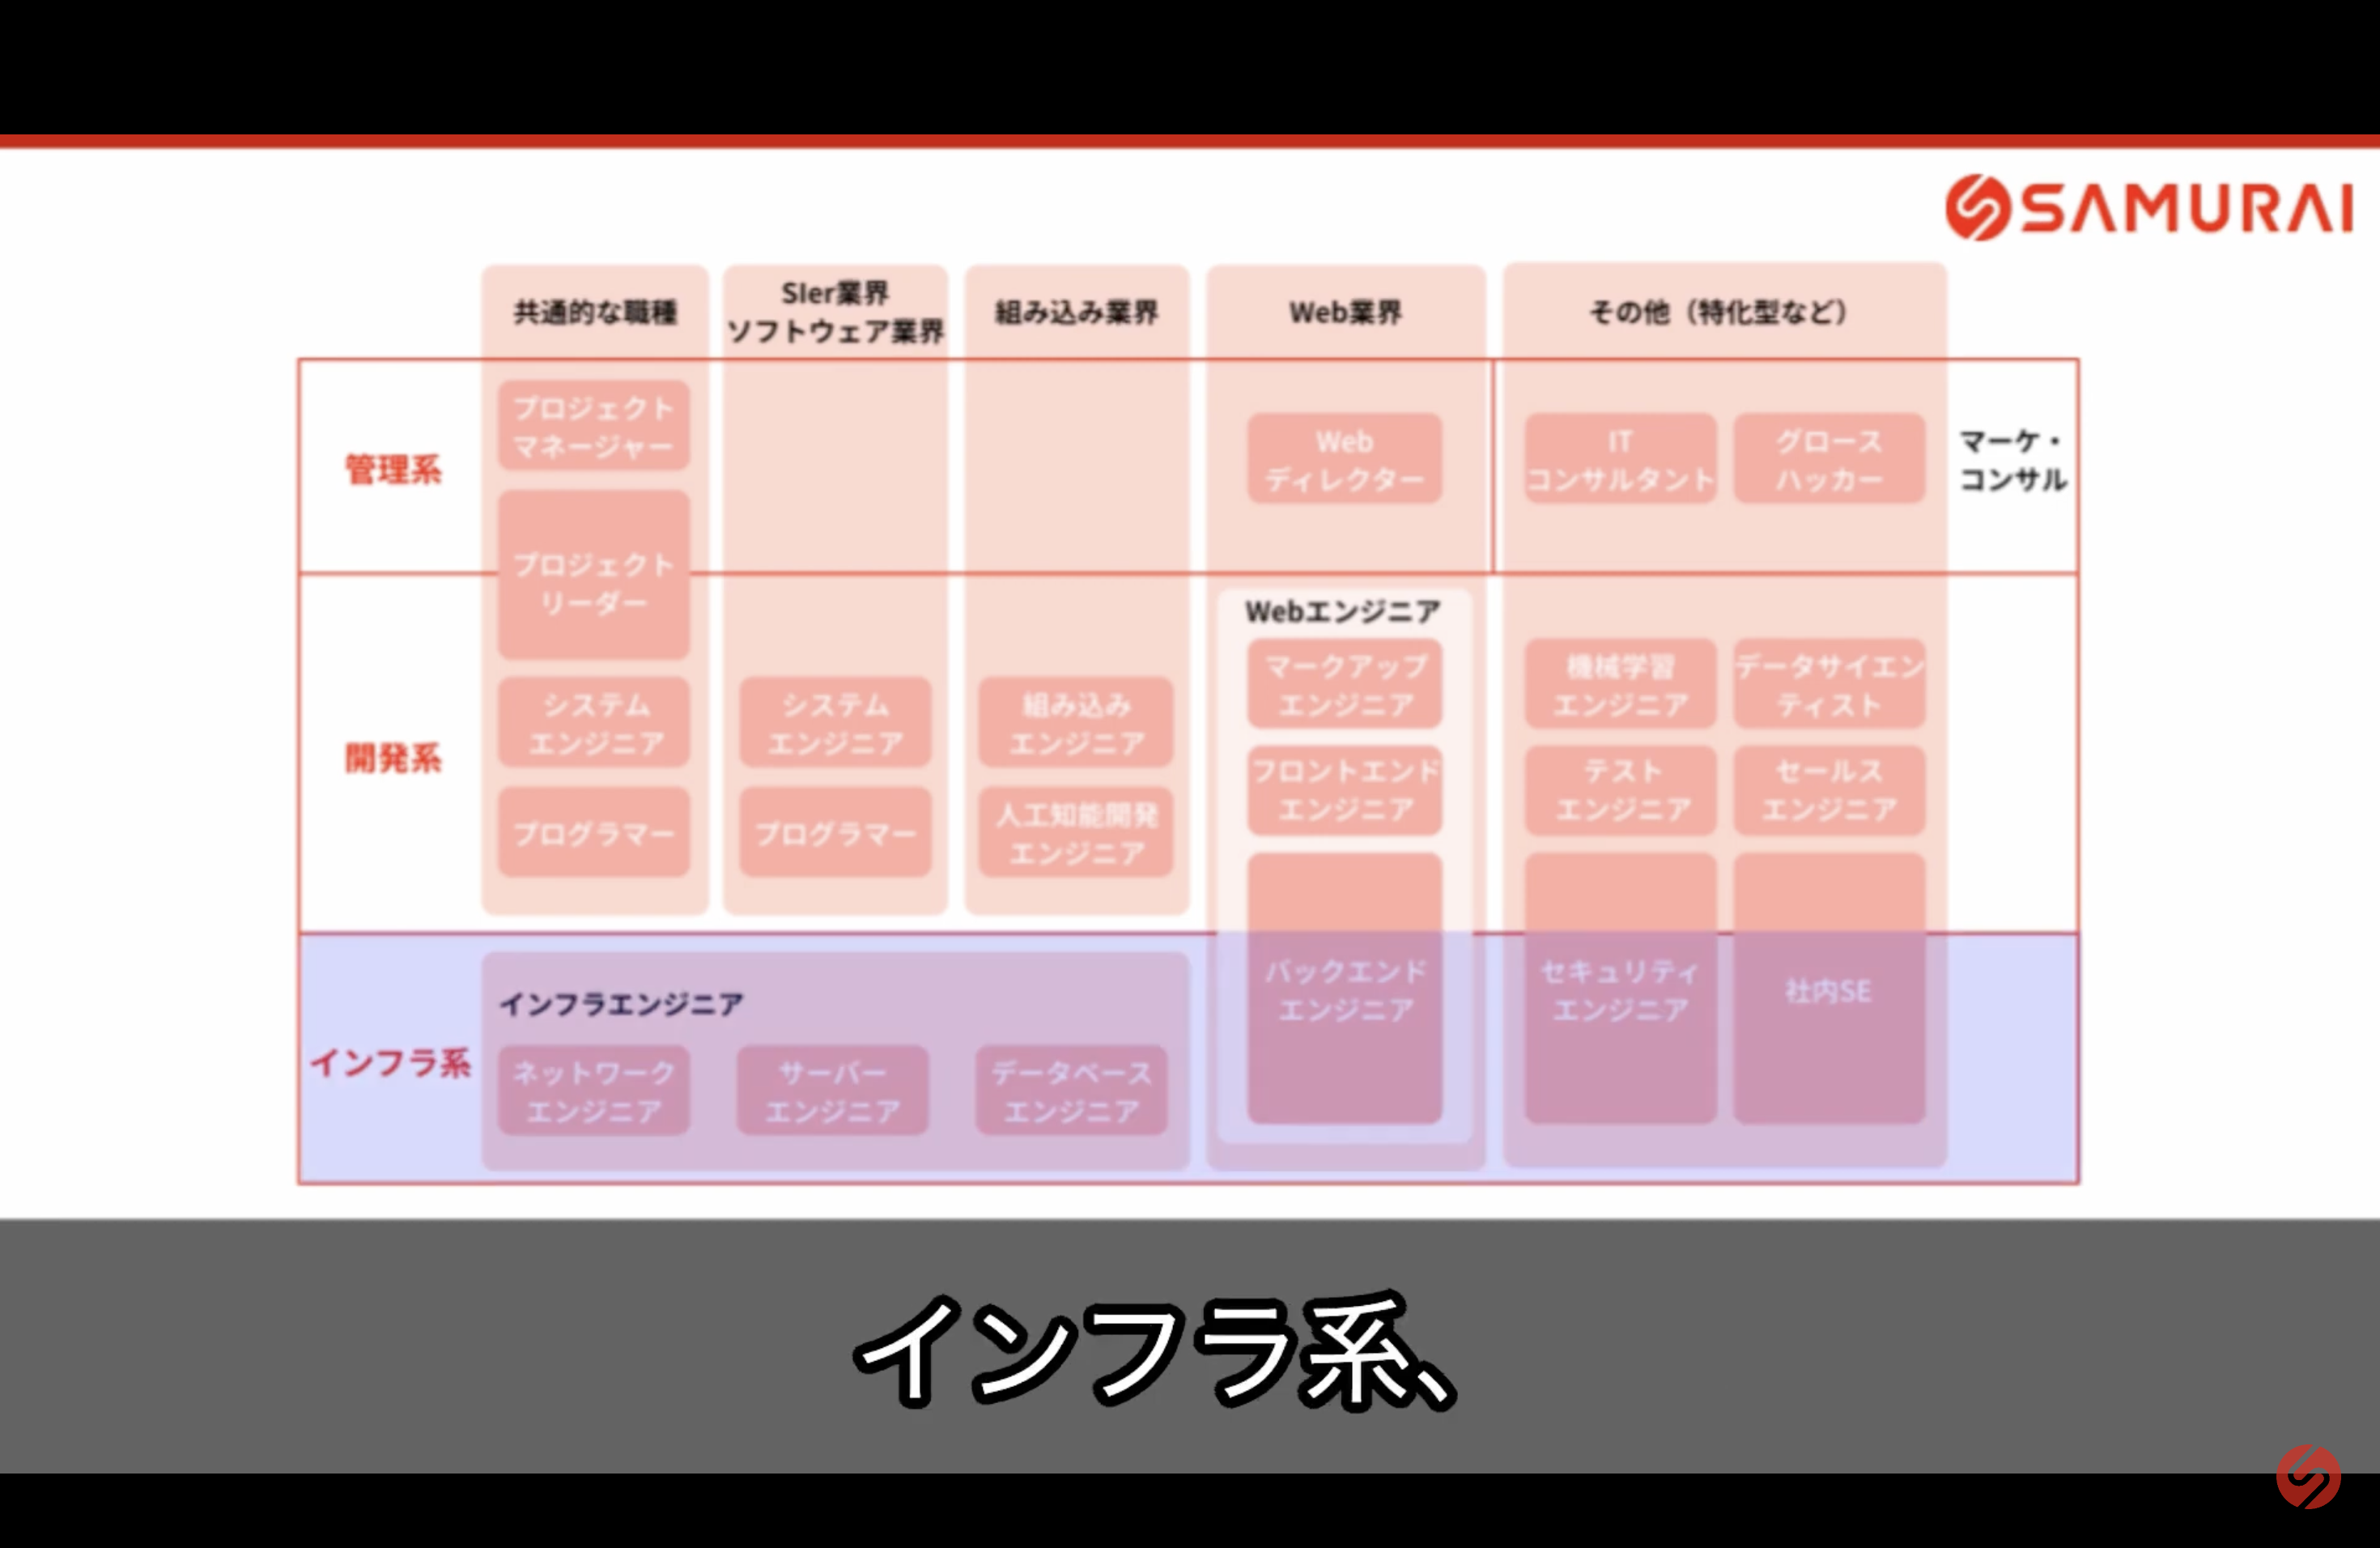 SAMURAI
共通的な職種
SIer業界
ソフトウェア業界
組み込み業界
Web業界
その他（特化型など）
管理系
プロジェクト
マネージャー
プロジェクト
リーダー
Web
ディレクター
IT
コンサルタント
グロース
ハッカー
マーケ・
コンサル
開発系
システム
エンジニア
プログラマー
システム
エンジニア
プログラマー
組み込み
エンジニア
人工知能開発
エンジニア
Webエンジニア
マークアップ
エンジニア
フロントエンド
エンジニア
バックエンド
エンジニア
機械学習
エンジニア
データサイエン
ティスト
テスト
エンジニア
セールス
エンジニア
セキュリティ
エンジニア
社内SE
インフラ系
インフラエンジニア
ネットワーク
エンジニア
サーバー
エンジニア
データベース
エンジニア
インフラ系、